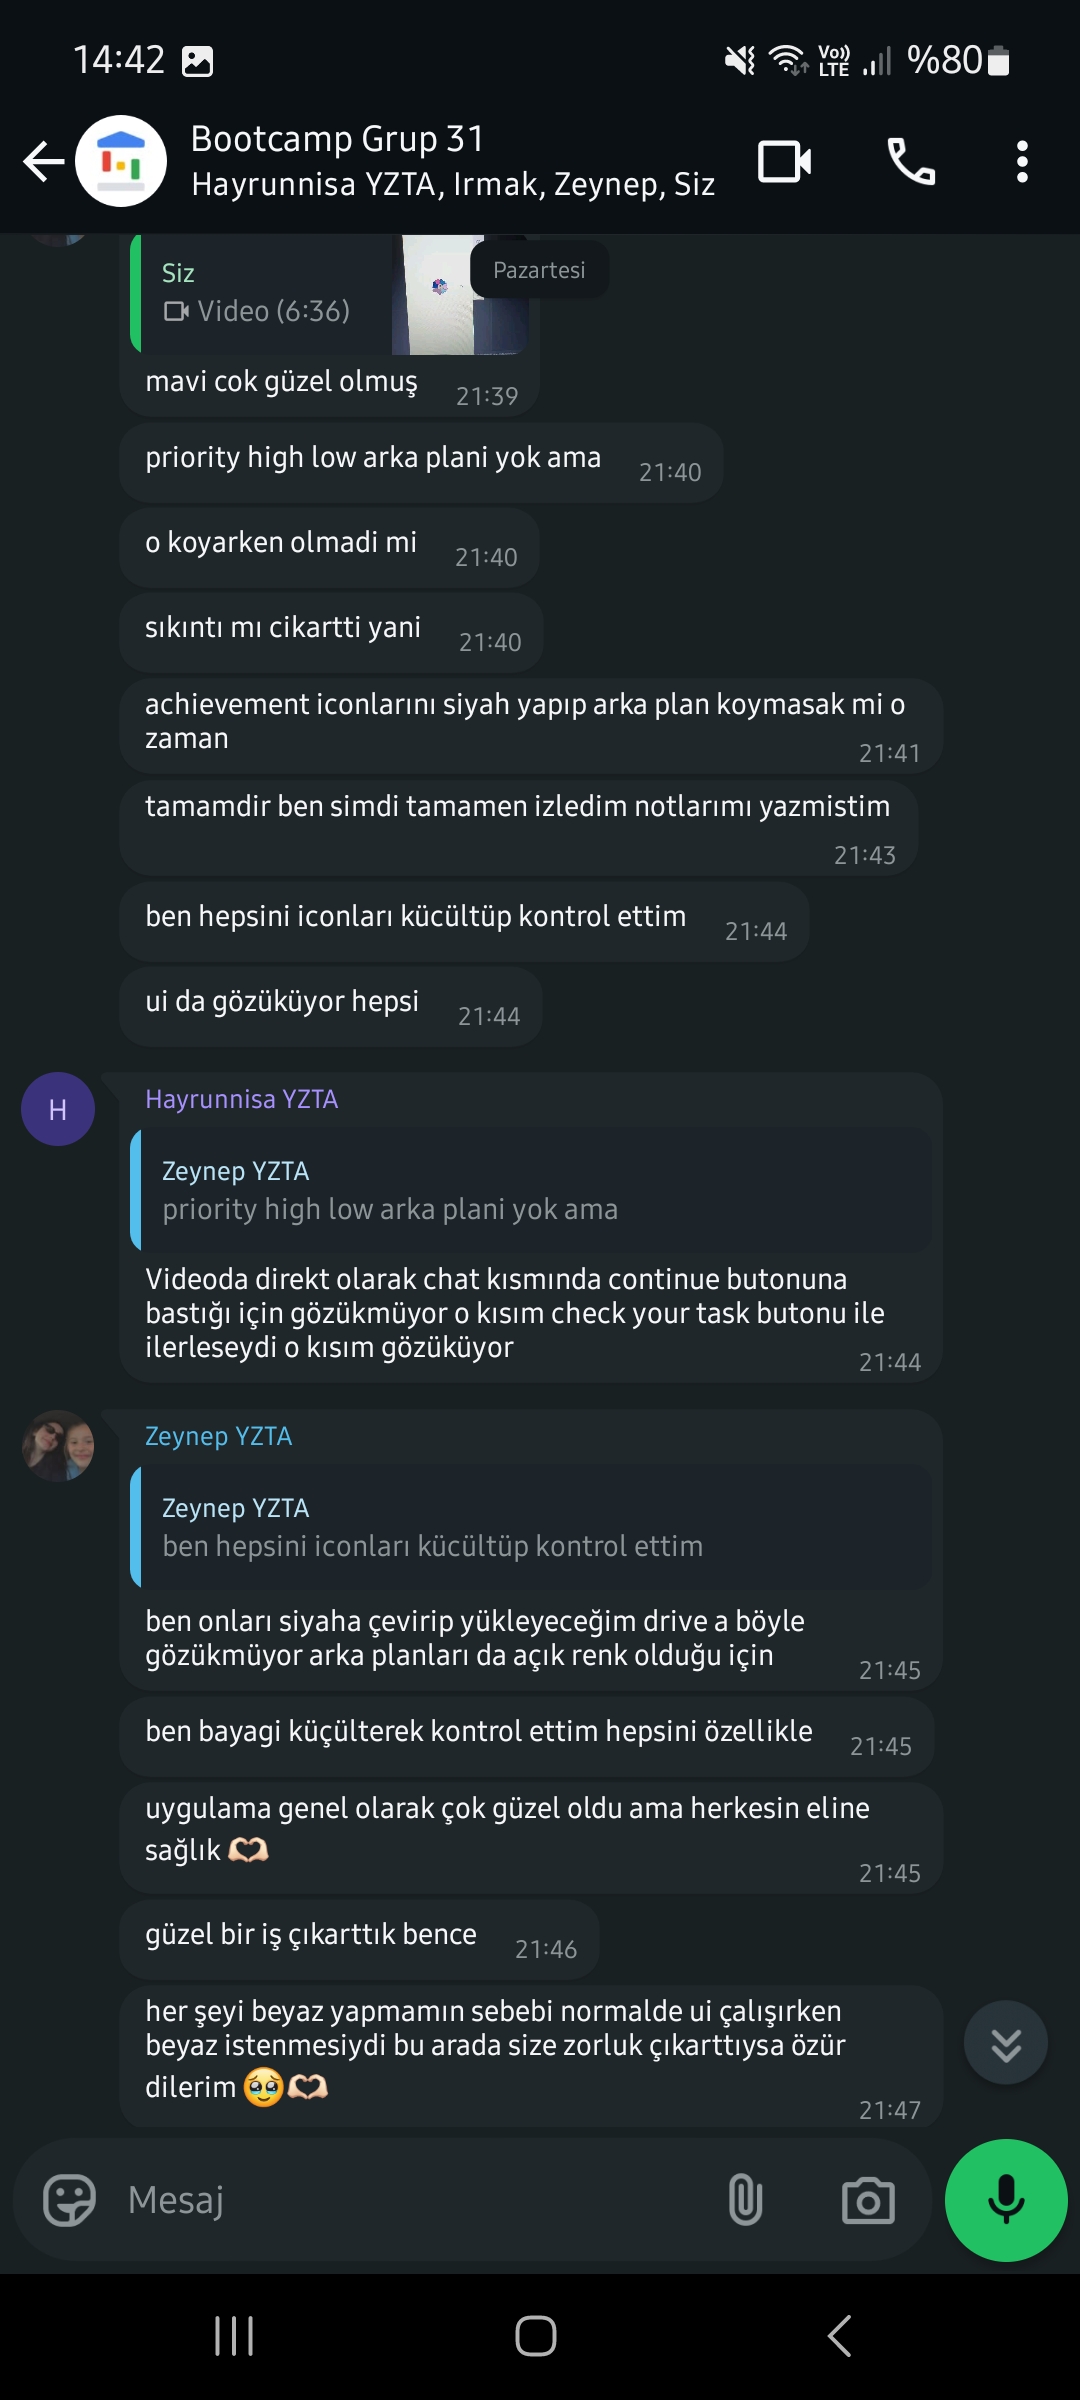 14:42
Vo))
LTE
%80
Bootcamp Grup 31
Hayrunnisa YZTA, Irmak, Zeynep, Siz
Pazartesi
Siz
Video (6:36)
mavi cok güzel olmuş
21:39
priority high low arka plani yok ama
21:40
o koyarken olmadi mi
21:40
sıkıntı mı cikartti yani
21:40
achievement iconlarını siyah yapıp arka plan koymasak mi o
zaman
21:41
tamamdir ben simdi tamamen izledim notlarımı yazmistim
21:43
ben hepsini iconları kücültüp kontrol ettim
21:44
ui da gözüküyor hepsi
21:44
H
Hayrunnisa YZTA
Zeynep YZTA
priority high low arka plani yok ama
Videoda direkt olarak chat kısmında continue butonuna
bastığı için gözükmüyor o kısım check your task butonu ile
ilerleseydi o kısım gözüküyor
21:44
Zeynep YZTA
Zeynep YZTA
ben hepsini iconları kücültüp kontrol ettim
ben onları siyaha çevirip yükleyeceğim drive a böyle
gözükmüyor arka planları da açık renk olduğu için
21:45
ben bayagi küçülterek kontrol ettim hepsini özellikle
21:45
uygulama genel olarak çok güzel oldu ama herkesin eline
sağlık 🫶🏻
21:45
güzel bir iş çıkarttık bence
21:46
her şeyi beyaz yapmamın sebebi normalde ui çalışırken
beyaz istenmesiydi bu arada size zorluk çıkarttıysa özür
dilerim 🥹🫶🏻
21:47
Mesaj